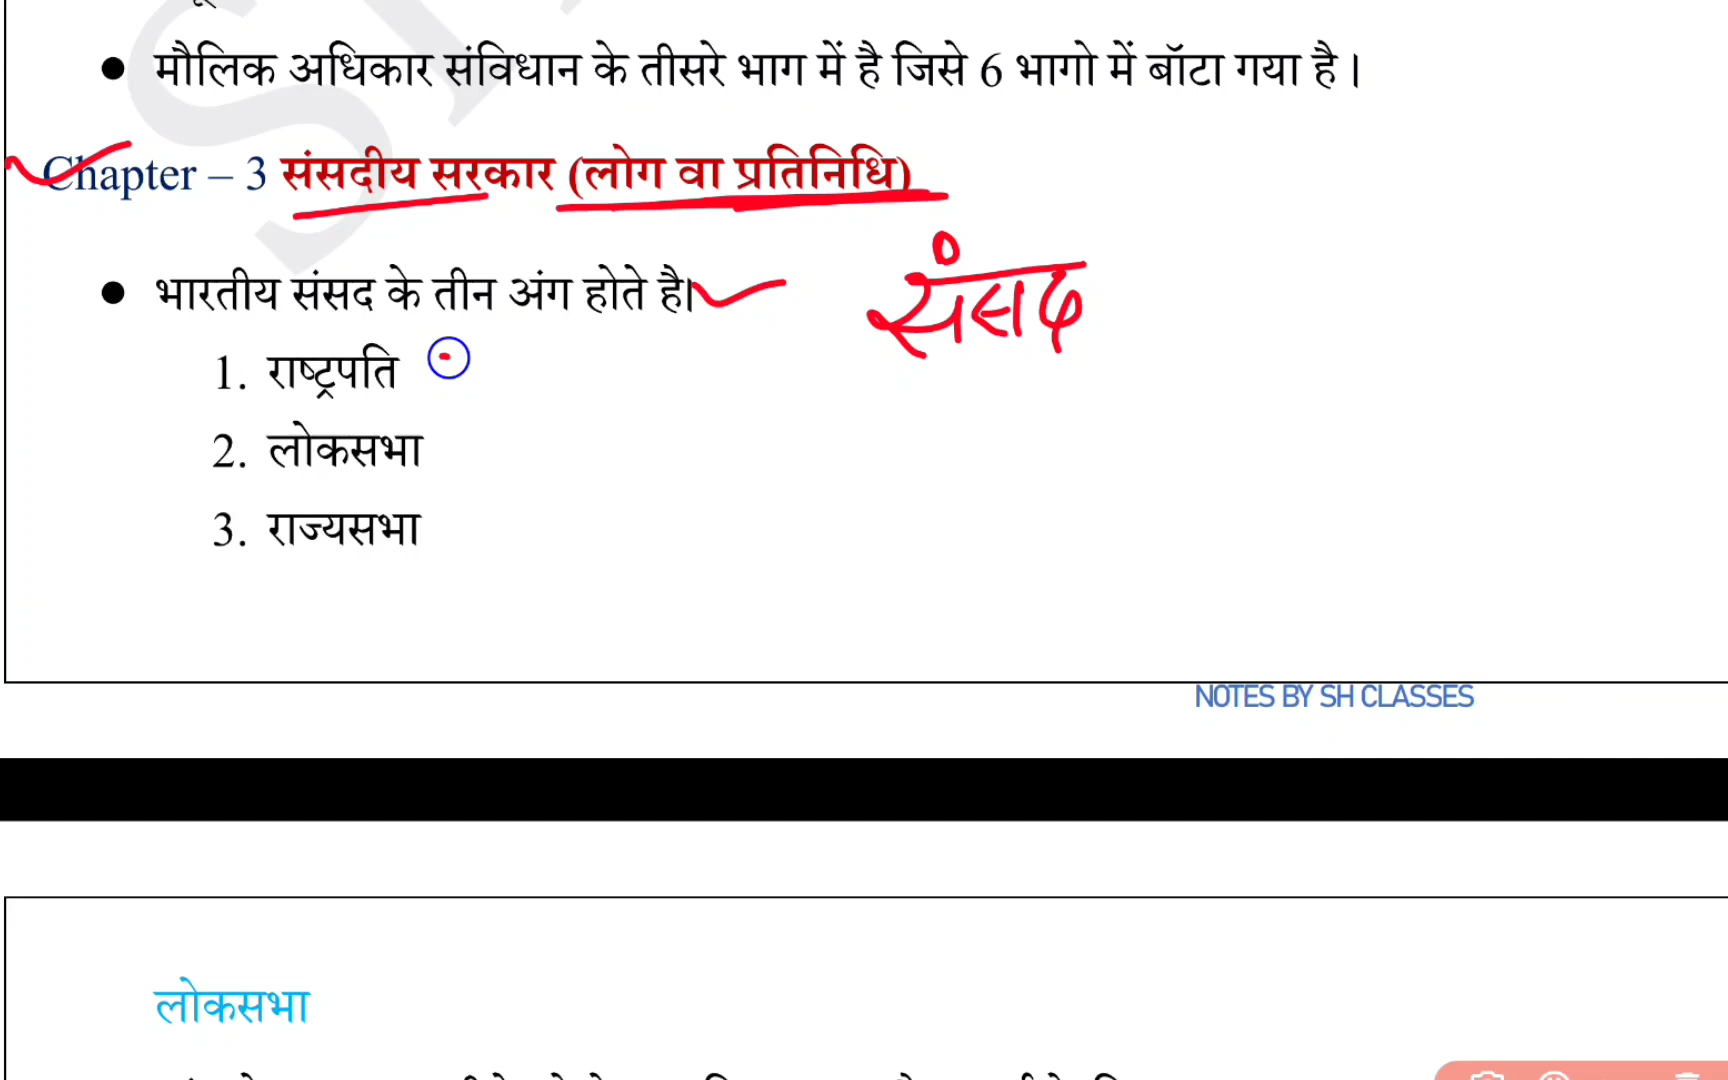 ● मौलिक अधिकार संविधान के तीसरे भाग में है जिसे 6 भागो में बॉटा गया है ।
Chapter – 3 संसदीय सरकार (लोग वा प्रतिनिधि)
● भारतीय संसद के तीन अंग होते है।
संसद
1. राष्ट्रपति
2. लोकसभा
3. राज्यसभा
NOTES BY SH CLASSES
लोकसभा